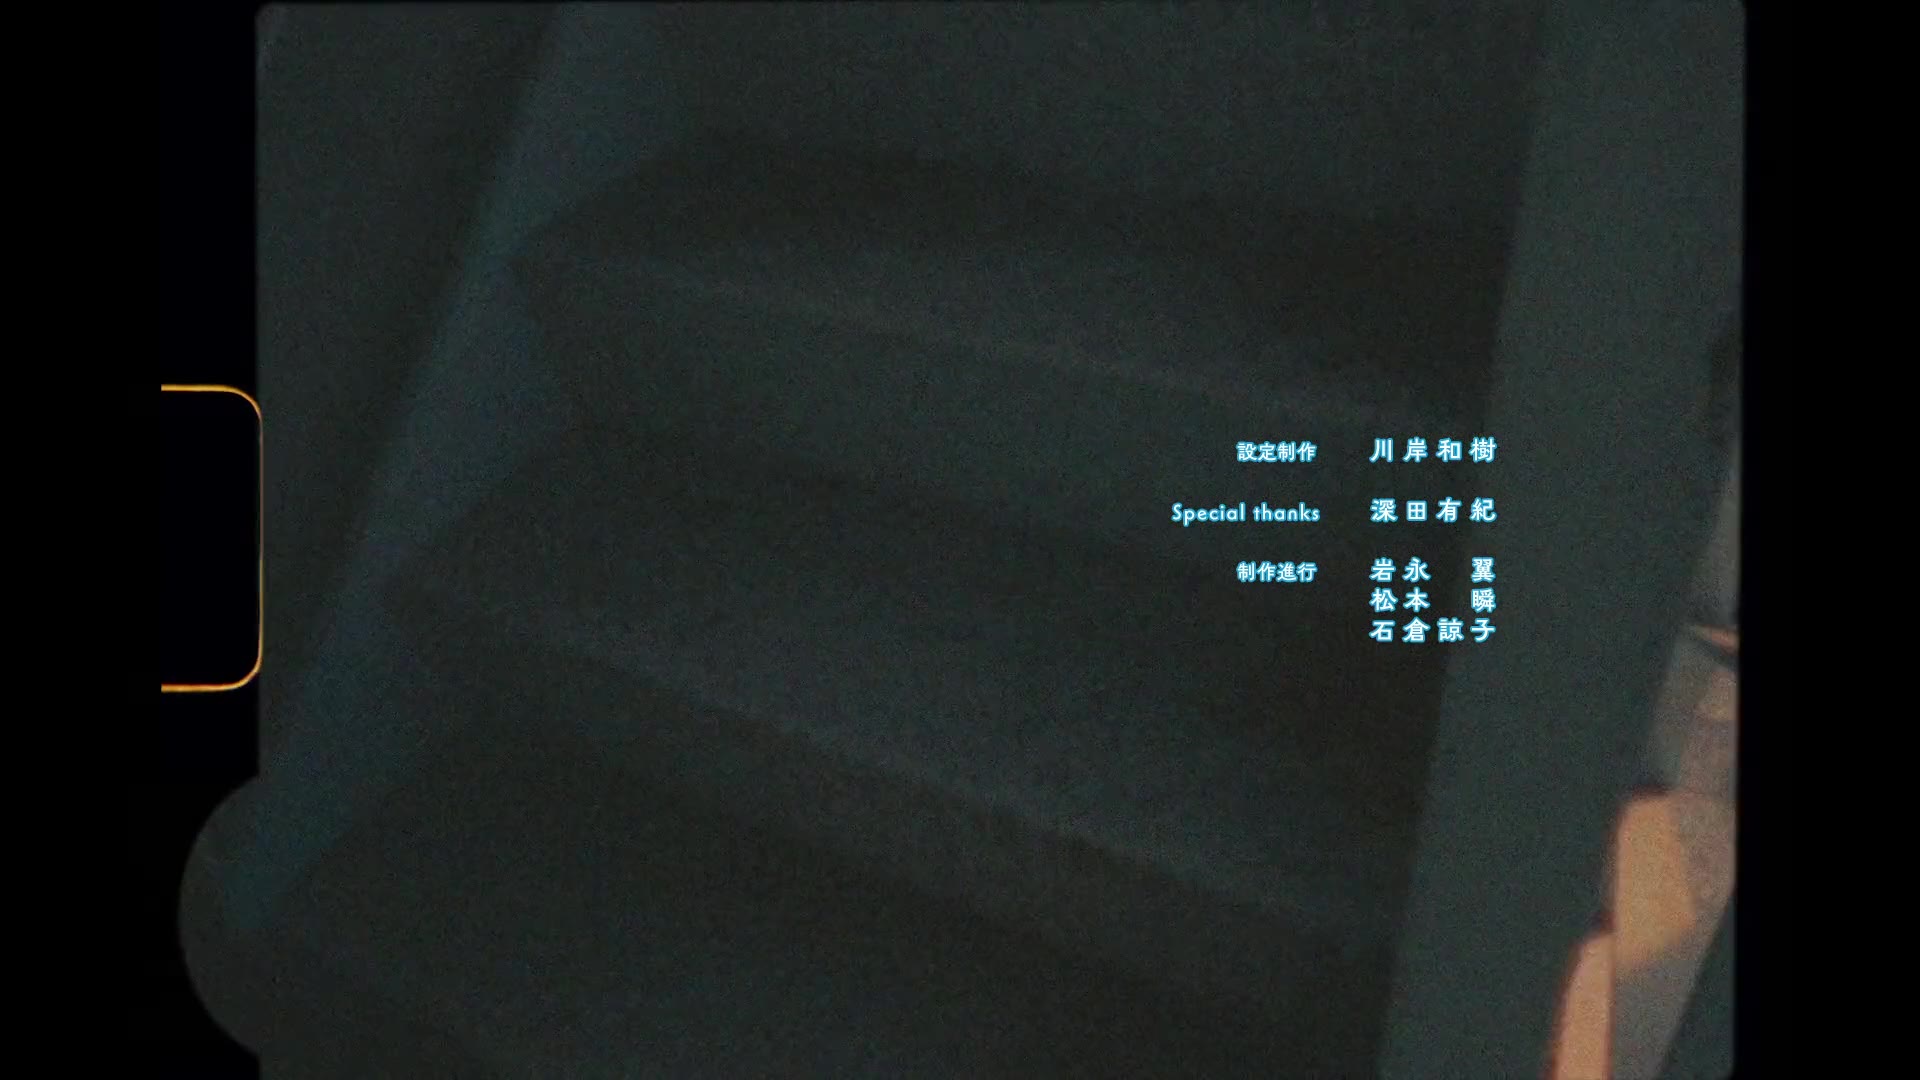 設定制作 川岸和樹
Special thanks 深田有紀
制作進行 岩永 翼
松本 瞬
石倉諒子